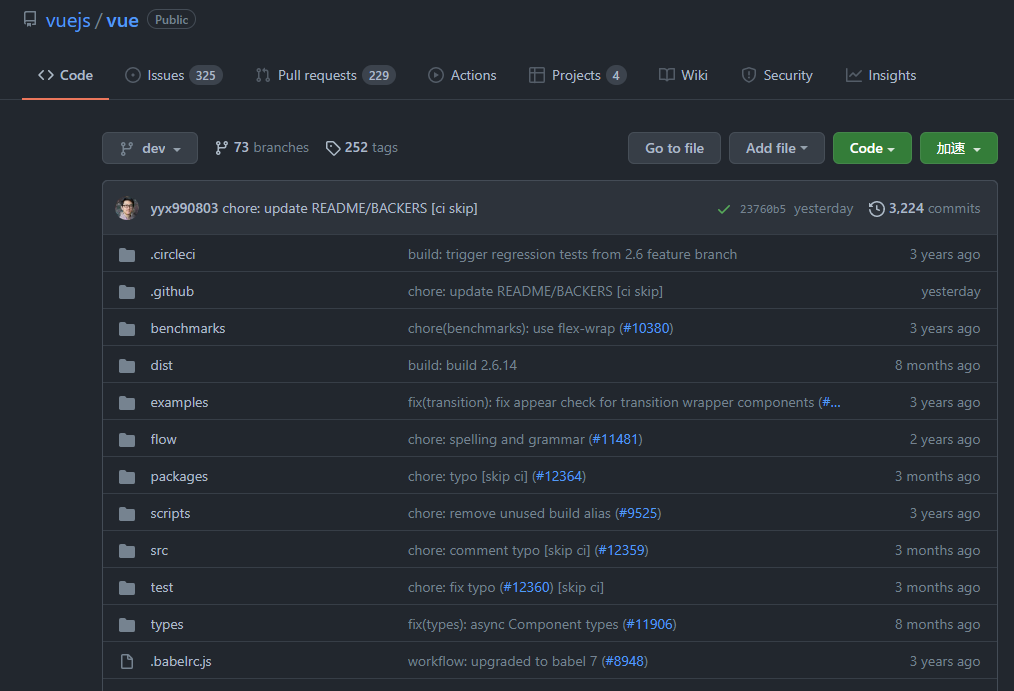 vuejs / vue Public
Code Issues 325 Pull requests 229 Actions Projects 4 Wiki Security Insights
dev 73 branches 252 tags Go to file Add file Code 加速
yyx990803 chore: update README/BACKERS [ci skip] 23760b5 yesterday 3,224 commits
.circleci build: trigger regression tests from 2.6 feature branch 3 years ago
.github chore: update README/BACKERS [ci skip] yesterday
benchmarks chore(benchmarks): use flex-wrap (#10380) 3 years ago
dist build: build 2.6.14 8 months ago
examples fix(transition): fix appear check for transition wrapper components (#... 3 years ago
flow chore: spelling and grammar (#11481) 2 years ago
packages chore: typo [skip ci] (#12364) 3 months ago
scripts chore: remove unused build alias (#9525) 3 years ago
src chore: comment typo [skip ci] (#12359) 3 months ago
test chore: fix typo (#12360) [skip ci] 3 months ago
types fix(types): async Component types (#11906) 8 months ago
.babelrc.js workflow: upgraded to babel 7 (#8948) 3 years ago